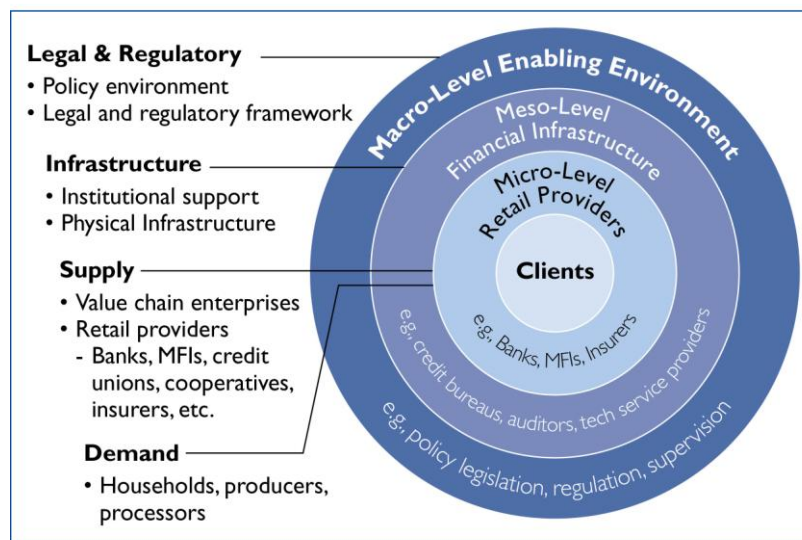 Legal & Regulatory
• Policy environment
• Legal and regulatory framework
Infrastructure
• Institutional support
• Physical Infrastructure
Supply
• Value chain enterprises
• Retail providers
- Banks, MFIs, credit
unions, cooperatives,
insurers, etc.
Demand
• Households, producers,
processors
Macro-Level Enabling Environment
Meso-Level
Financial Infrastructure
Micro-Level
Retail Providers
Clients
e.g., Banks, MFIs, Insurers
e.g., credit bureaus, auditors, tech service providers
e.g., policy legislation, regulation, supervision